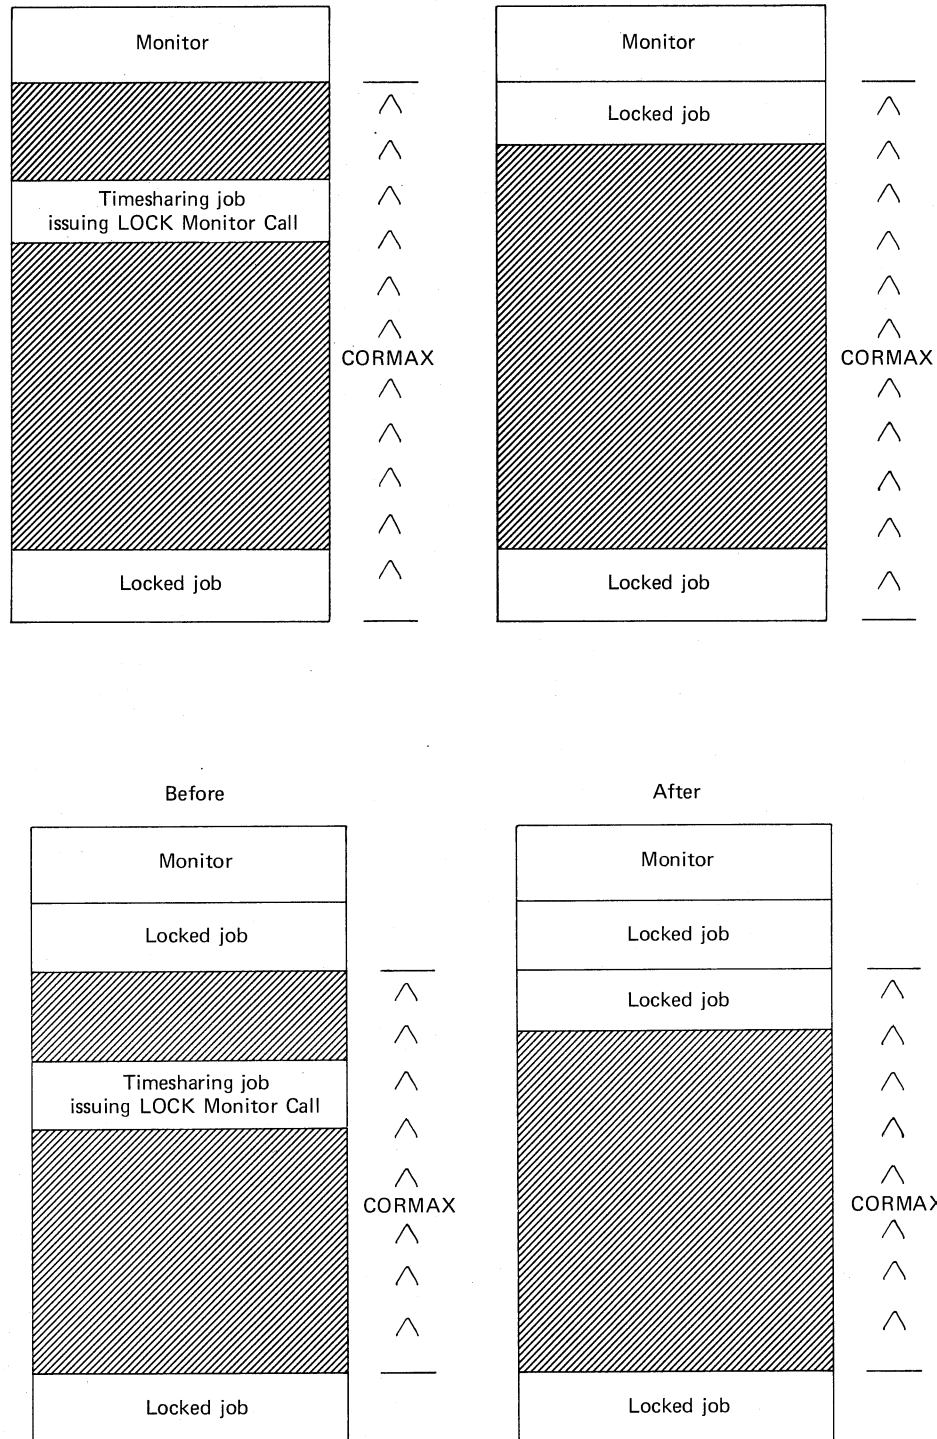 Monitor
Timesharing job
issuing LOCK Monitor Call
CORMAX
Locked job
Monitor
Locked job
CORMAX
Locked job
Before
Monitor
Locked job
Timesharing job
issuing LOCK Monitor Call
CORMAX
Locked job
After
Monitor
Locked job
Locked job
CORMAX
Locked job